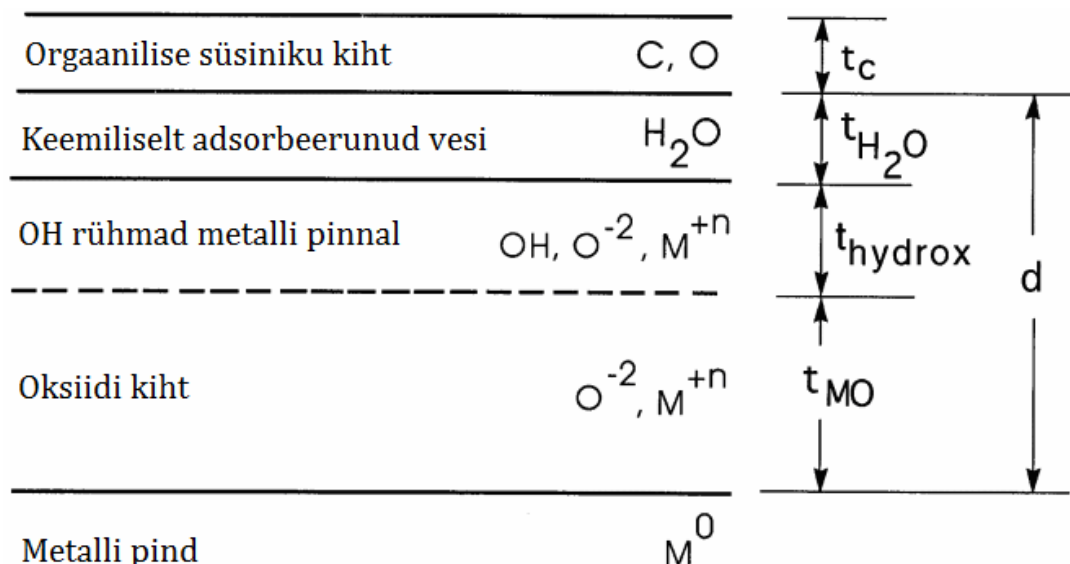 Orgaanilise süsiniku kiht C, O t_c
Keemiliselt adsorbeerunud vesi H₂O t_H₂O
OH rühmad metalli pinnal OH, O⁻², M⁺ⁿ t_hydrox
d
Oksiidi kiht O⁻², M⁺ⁿ t_MO
Metalli pind M⁰